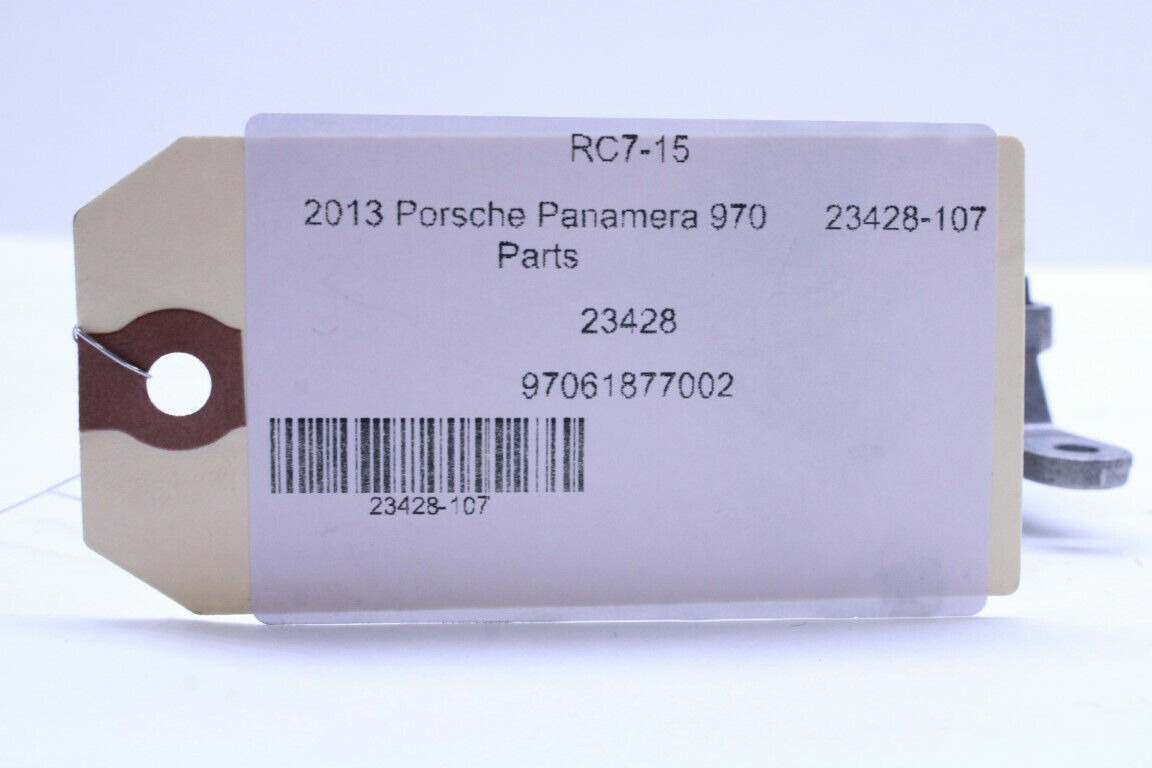 RC7-15
2013 Porsche Panamera 970 23428-107
Parts
23428
97061877002
23428-107